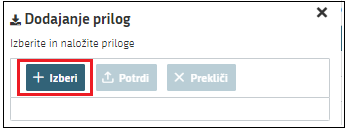 Dodajanje prilog
Izberite in naložite priloge
Izberi Potrdi Prekliči